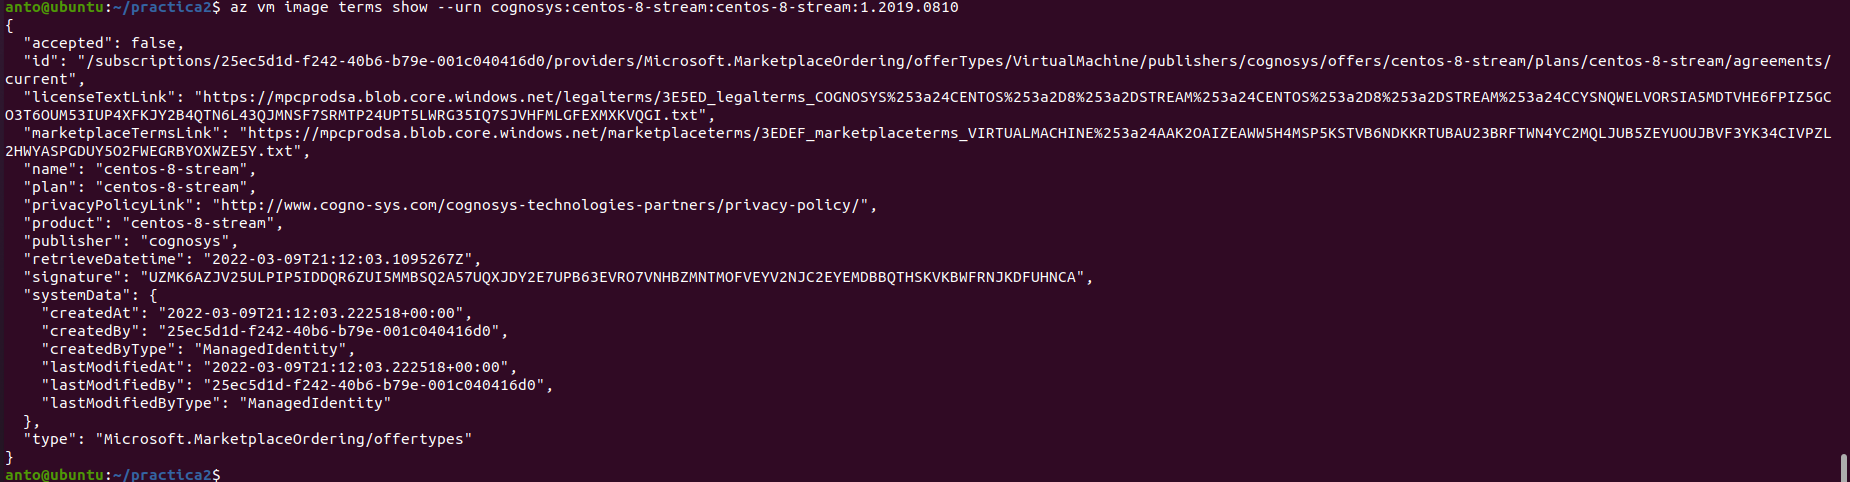 anto@ubuntu:~/practica2$ az vm image terms show --urn cognosys:centos-8-stream:centos-8-stream:1.2019.0810
{
  "accepted": false,
  "id": "/subscriptions/25ec5d1d-f242-40b6-b79e-001c040416d0/providers/Microsoft.MarketplaceOrdering/offerTypes/VirtualMachine/publishers/cognosys/offers/centos-8-stream/plans/centos-8-stream/agreements/
current",
  "licenseTextLink": "https://mpcprodsa.blob.core.windows.net/legalterms/3E5ED_legalterms_COGNOSYS%253a24CENTOS%253a2D8%253a2DSTREAM%253a24CENTOS%253a2D8%253a2DSTREAM%253a24CCYSNQWELVORSIA5MDTVHE6FPIZ5GC
O3T6OUM53IUP4XFKJY2B4QTN6L43QJMNSF7SRMTP24UPT5LWRG35IQ7SJVHFMLGFEXMXKVQGI.txt",
  "marketplaceTermsLink": "https://mpcprodsa.blob.core.windows.net/marketplaceterms/3EDEF_marketplaceterms_VIRTUALMACHINE%253a24AAK2OAIZEAWW5H4MSP5KSTVB6NDKKRTUBAU23BRFTWN4YC2MQLJUB5ZEYUOUJBVF3YK34CIVPZL
2HWYASPGDUY5O2FWEGRBYOXWZE5Y.txt",
  "name": "centos-8-stream",
  "plan": "centos-8-stream",
  "privacyPolicyLink": "http://www.cogno-sys.com/cognosys-technologies-partners/privacy-policy/",
  "product": "centos-8-stream",
  "publisher": "cognosys",
  "retrieveDatetime": "2022-03-09T21:12:03.1095267Z",
  "signature": "UZMK6AZJV25ULPIP5IDDQR6ZUI5MMBSQ2A57UQXJDY2E7UPB63EVRO7VNHBZMNTMOFVEYV2NJC2EYEMDBBQTHSKVKBWFRNJKDFUHNCA",
  "systemData": {
    "createdAt": "2022-03-09T21:12:03.222518+00:00",
    "createdBy": "25ec5d1d-f242-40b6-b79e-001c040416d0",
    "createdByType": "ManagedIdentity",
    "lastModifiedAt": "2022-03-09T21:12:03.222518+00:00",
    "lastModifiedBy": "25ec5d1d-f242-40b6-b79e-001c040416d0",
    "lastModifiedByType": "ManagedIdentity"
  },
  "type": "Microsoft.MarketplaceOrdering/offertypes"
}
anto@ubuntu:~/practica2$